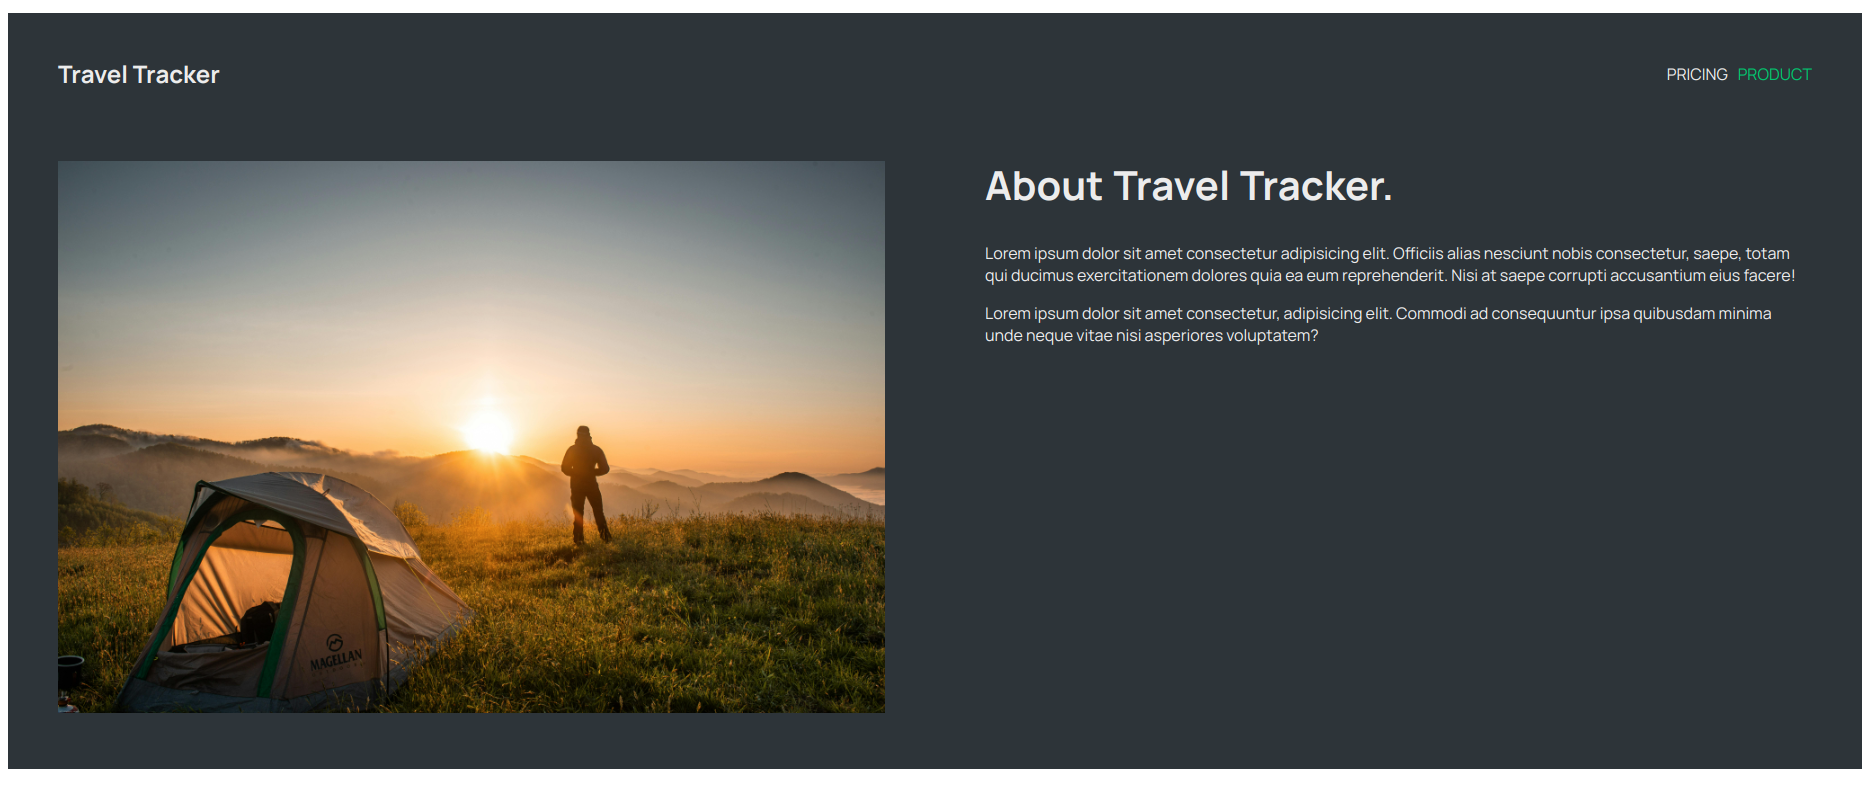 Travel Tracker
PRICING PRODUCT
About Travel Tracker.
Lorem ipsum dolor sit amet consectetur adipisicing elit. Officiis alias nesciunt nobis consectetur, saepe, totam
qui ducimus exercitationem dolores quia ea eum reprehenderit. Nisi at saepe corrupti accusantium eius facere!
Lorem ipsum dolor sit amet consectetur, adipisicing elit. Commodi ad consequuntur ipsa quibusdam minima
unde neque vitae nisi asperiores voluptatem?
MAGELLAN